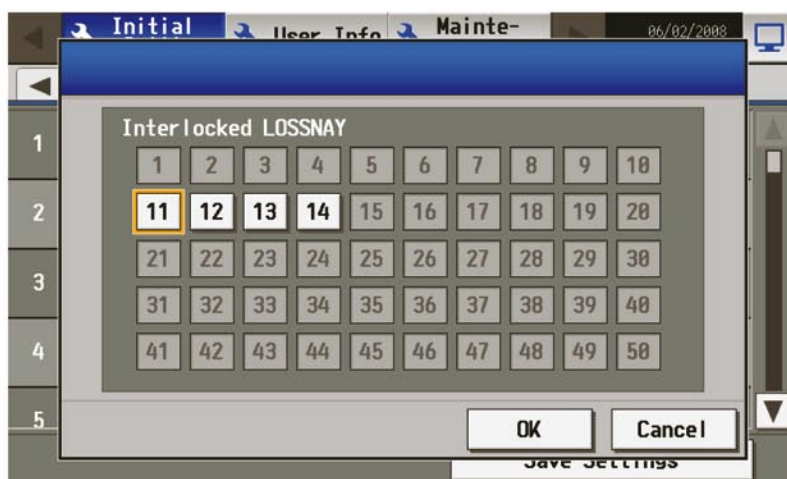 Initial
User Info
Mainte-
06/02/2008
Interlocked LOSSNAY
1 2 3 4 5 6 7 8 9 10
1
11 12 13 14 15 16 17 18 19 20
2
21 22 23 24 25 26 27 28 29 30
3
31 32 33 34 35 36 37 38 39 40
4
41 42 43 44 45 46 47 48 49 50
5
OK Cancel
Save Settings